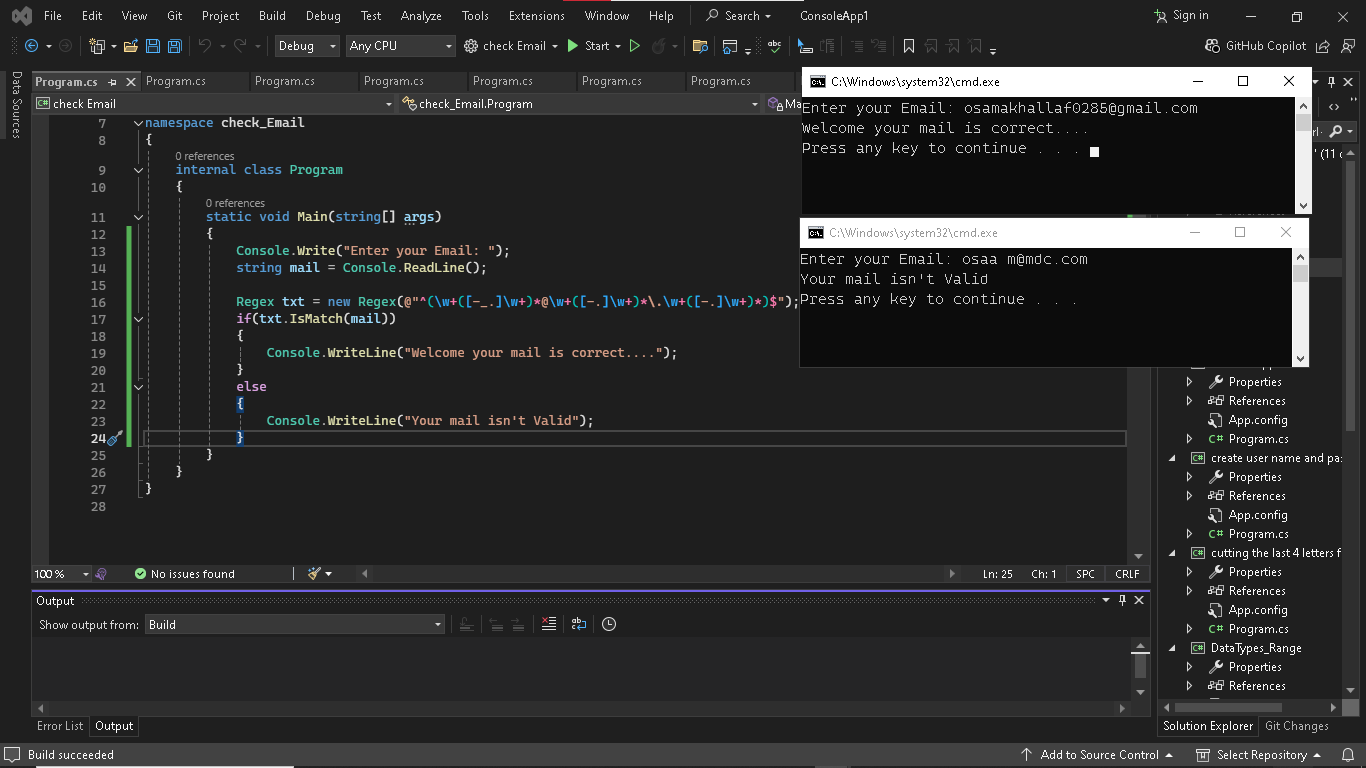 File Edit View Git Project Build Debug Test Analyze Tools Extensions Window Help Search ConsoleApp1 Sign in
Debug Any CPU check Email Start GitHub Copilot
Data Sources
Program.cs Program.cs Program.cs Program.cs Program.cs Program.cs Program.cs
check Email check_Email.Program
7 namespace check_Email
8 {
0 references
9 internal class Program
10 {
0 references
11 static void Main(string[] args)
12 {
13 Console.Write("Enter your Email: ");
14 string mail = Console.ReadLine();
15
16 Regex txt = new Regex(@"^(\w+([-_.]\w+)*@\w+([-.]\w+)*\.\w+([-.]\w+)*)$");
17 if(txt.IsMatch(mail))
18 {
19 Console.WriteLine("Welcome your mail is correct....");
20 }
21 else
22 {
23 Console.WriteLine("Your mail isn't Valid");
24 }
25 }
26 }
27 }
28
C:\Windows\system32\cmd.exe
Enter your Email: osamakhallaf0285@gmail.com
Welcome your mail is correct....
Press any key to continue . . .
C:\Windows\system32\cmd.exe
Enter your Email: osaa m@mdc.com
Your mail isn't Valid
Press any key to continue . . .
Properties
References
App.config
C# Program.cs
C# create user name and pa
Properties
References
App.config
C# Program.cs
C# cutting the last 4 letters f
Properties
References
App.config
C# Program.cs
C# DataTypes_Range
Properties
References
100 % No issues found Ln: 25 Ch: 1 SPC CRLF
Output
Show output from: Build
Error List Output
Solution Explorer Git Changes
Build succeeded Add to Source Control Select Repository